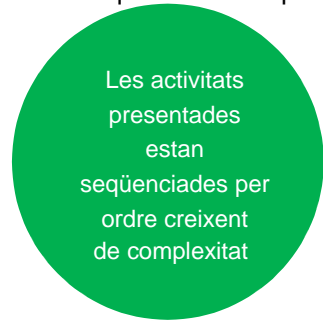 Les activitats
presentades
estan
seqüenciades per
ordre creixent
de complexitat